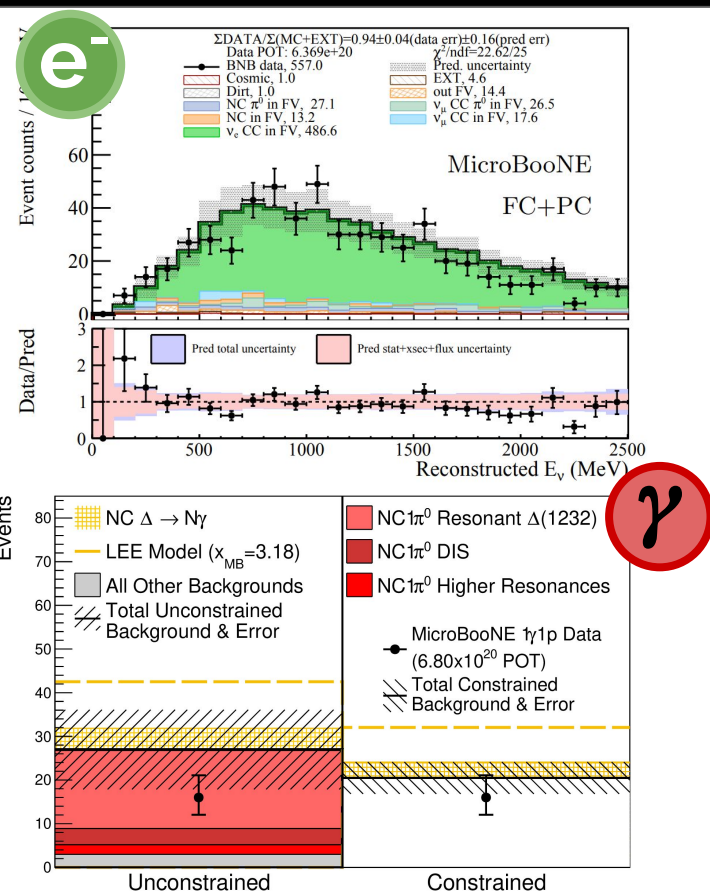 e⁻
ΣDATA/Σ(MC+EXT)=0.94±0.04(data err)±0.16(pred err)
Data POT: 6.369e+20 χ²/ndf=22.62/25
BNB data, 557.0 Pred. uncertainty
Cosmic, 1.0 EXT, 4.6
Dirt, 1.0 out FV, 14.4
NC π⁰ in FV, 27.1 ν_μ CC π⁰ in FV, 26.5
NC in FV, 13.2 ν_μ CC in FV, 17.6
ν_e CC in FV, 486.6
Event counts /
MicroBooNE
FC+PC
60
40
20
0
Data/Pred
3
2
1
0
Pred total uncertainty Pred stat+xsec+flux uncertainty
0 500 1000 1500 2000 2500
Reconstructed E_ν (MeV)
γ
Events
80
70
60
50
40
30
20
10
0
NC Δ → Nγ
LEE Model (x_MB=3.18)
All Other Backgrounds
Total Unconstrained
Background & Error
NC1π⁰ Resonant Δ(1232)
NC1π⁰ DIS
NC1π⁰ Higher Resonances
MicroBooNE 1γ1p Data
(6.80x10²⁰ POT)
Total Constrained
Background & Error
Unconstrained Constrained